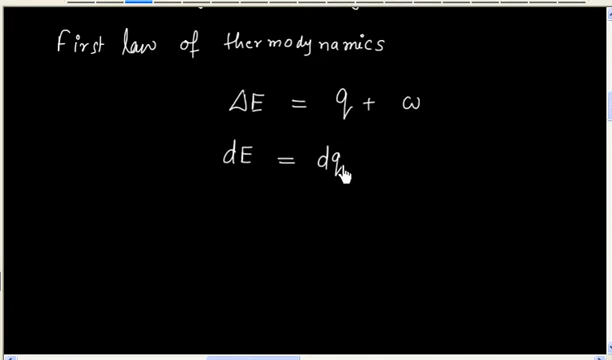 First law of thermodynamics
ΔE = q + ω
dE = dq